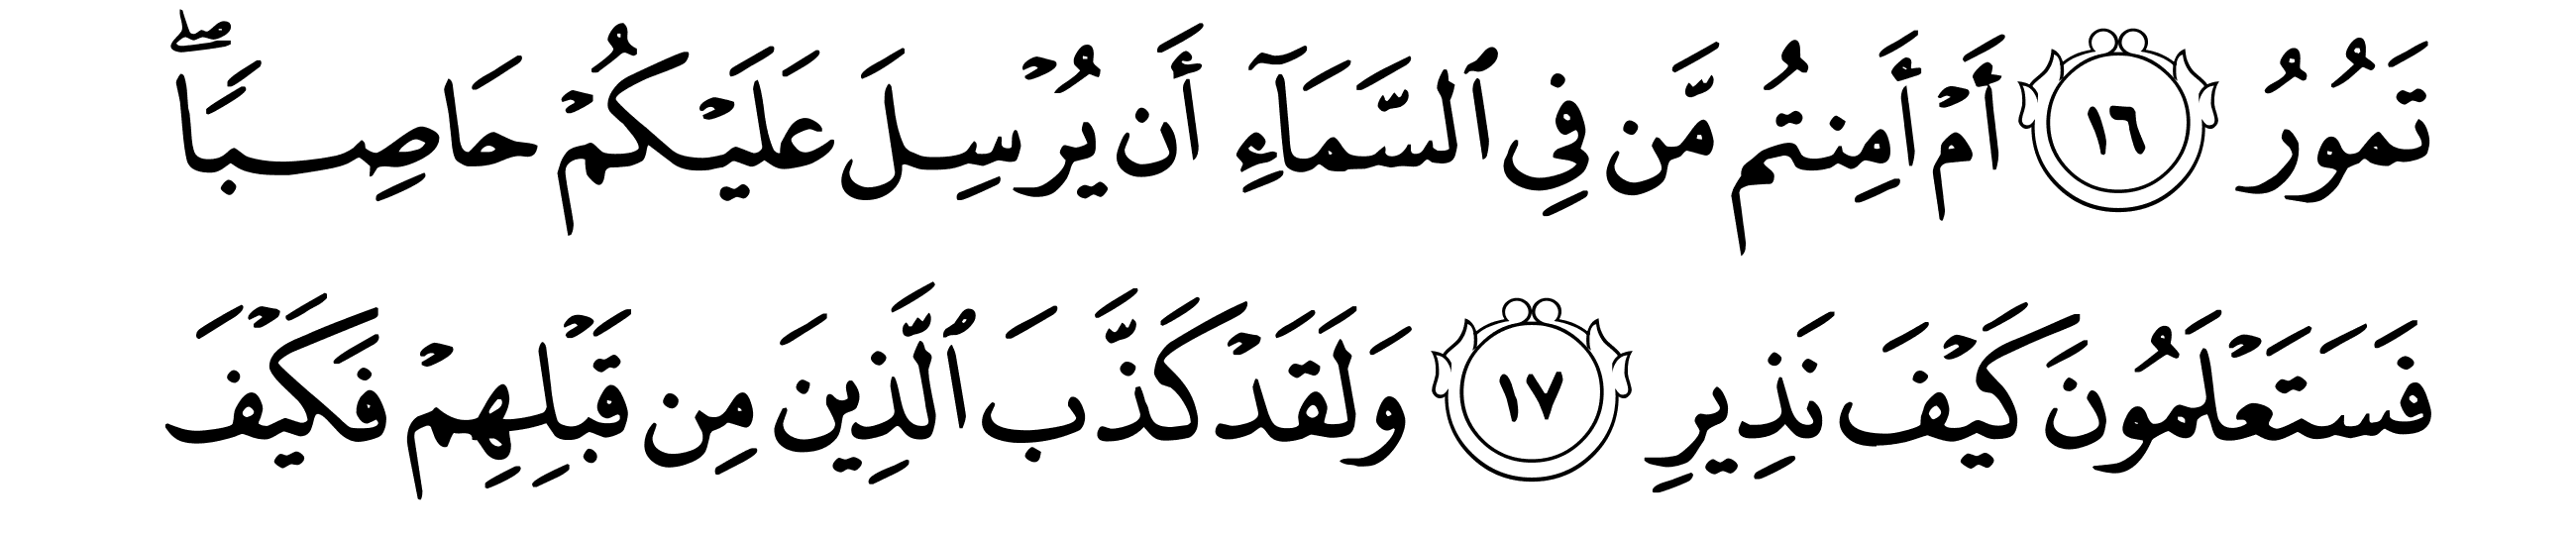 تَمُورُ ١٦ أَمْ أَمِنتُم مَّن فِي ٱلسَّمَآءِ أَن يُرْسِلَ عَلَيْكُمْ حَاصِبًاۖ
فَسَتَعْلَمُونَ كَيْفَ نَذِيرِ ١٧ وَلَقَدْ كَذَّبَ ٱلَّذِينَ مِن قَبْلِهِمْ فَكَيْفَ